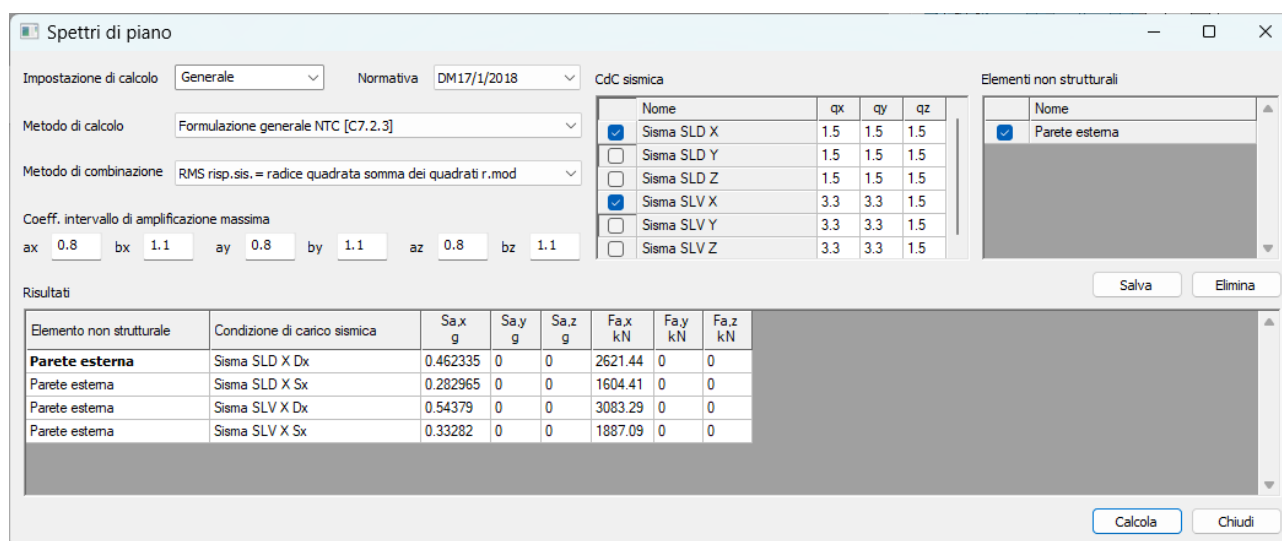 Spettri di piano
Impostazione di calcolo Generale Normativa DM17/1/2018
Metodo di calcolo Formulazione generale NTC [C7.2.3]
Metodo di combinazione RMS risp.sis. = radice quadrata somma dei quadrati r.mod
Coeff. intervallo di amplificazione massima
ax 0.8 bx 1.1 ay 0.8 by 1.1 az 0.8 bz 1.1
CdC sismica
Nome qx qy qz
Sisma SLD X 1.5 1.5 1.5
Sisma SLD Y 1.5 1.5 1.5
Sisma SLD Z 1.5 1.5 1.5
Sisma SLV X 3.3 3.3 1.5
Sisma SLV Y 3.3 3.3 1.5
Sisma SLV Z 3.3 3.3 1.5
Elementi non strutturali
Nome
Parete esterna
Salva Elimina
Risultati
Elemento non strutturale Condizione di carico sismica Sa,x g Sa,y g Sa,z g Fa,x kN Fa,y kN Fa,z kN
Parete esterna Sisma SLD X Dx 0.462335 0 0 2621.44 0 0
Parete esterna Sisma SLD X Sx 0.282965 0 0 1604.41 0 0
Parete esterna Sisma SLV X Dx 0.54379 0 0 3083.29 0 0
Parete esterna Sisma SLV X Sx 0.33282 0 0 1887.09 0 0
Calcola Chiudi